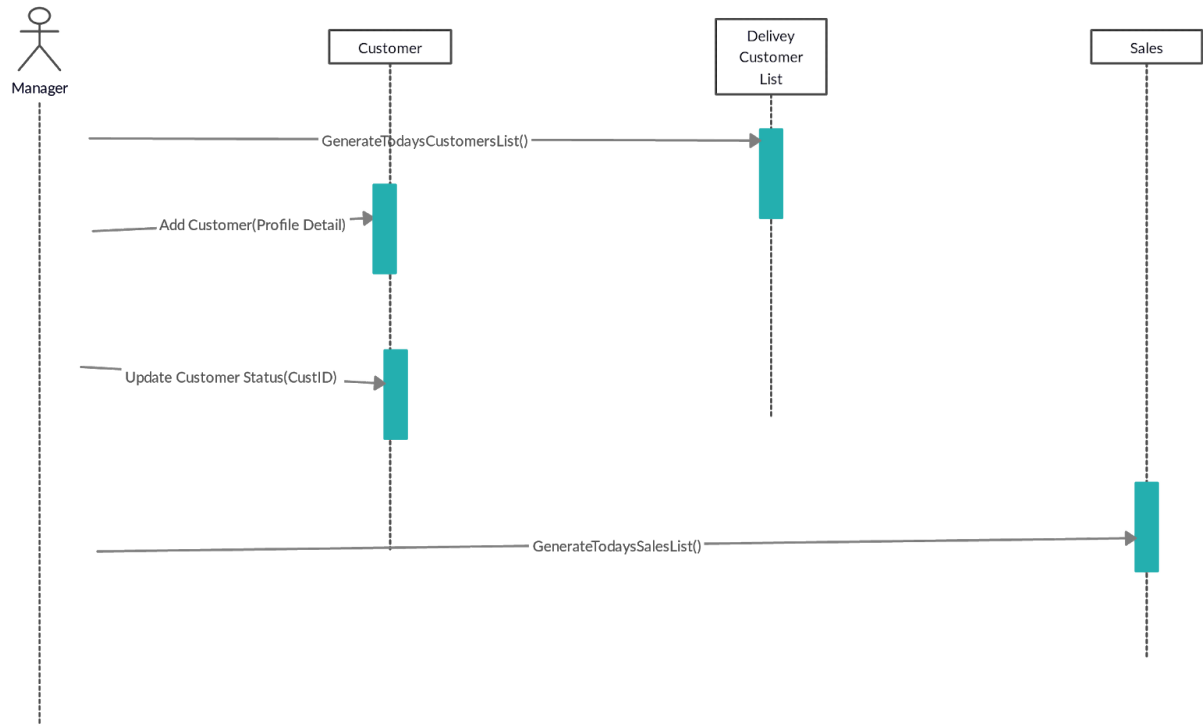 Manager
Customer
Delivey
Customer
List
Sales
GenerateTodaysCustomersList()
Add Customer(Profile Detail)
Update Customer Status(CustID)
GenerateTodaysSalesList()